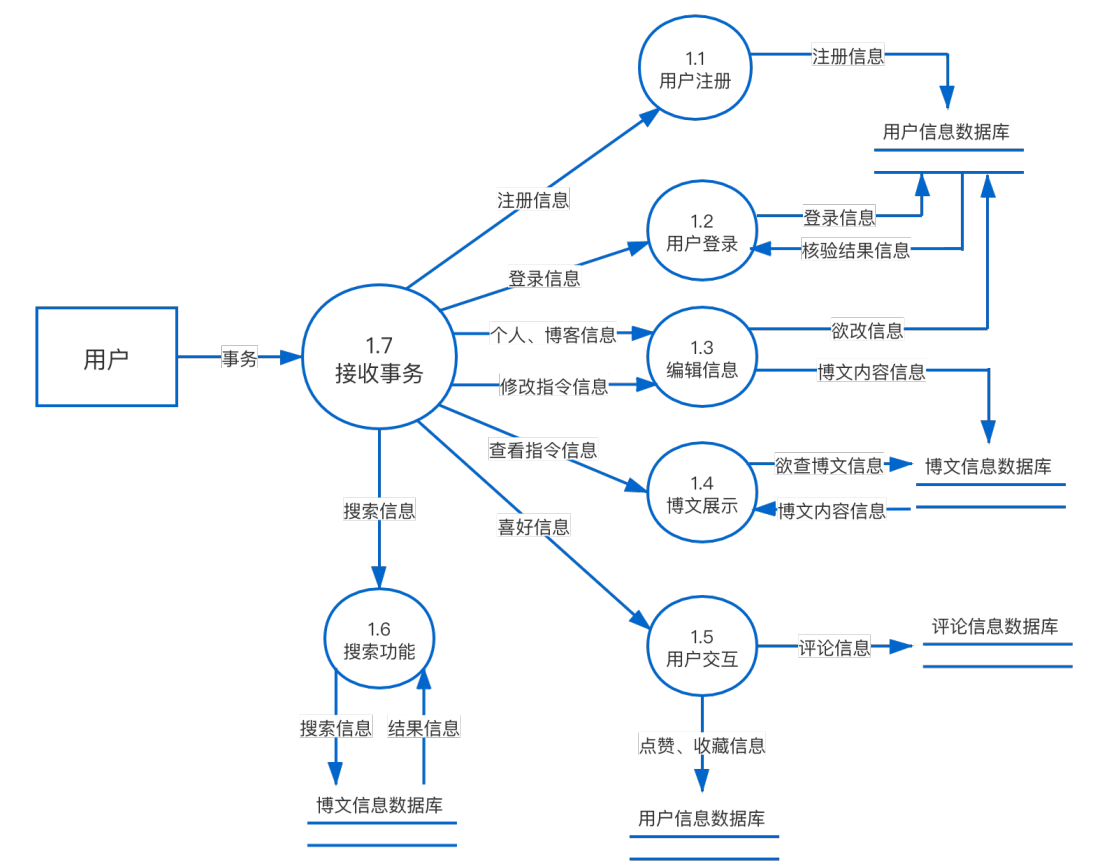 1.1
用户注册
注册信息
用户信息数据库
注册信息
1.2
用户登录
登录信息
核验结果信息
登录信息
用户
事务
1.7
接收事务
个人、博客信息
修改指令信息
1.3
编辑信息
欲改信息
博文内容信息
查看指令信息
1.4
博文展示
欲查博文信息
博文信息数据库
博文内容信息
搜索信息
喜好信息
1.6
搜索功能
1.5
用户交互
评论信息
评论信息数据库
搜索信息
结果信息
点赞、收藏信息
博文信息数据库
用户信息数据库